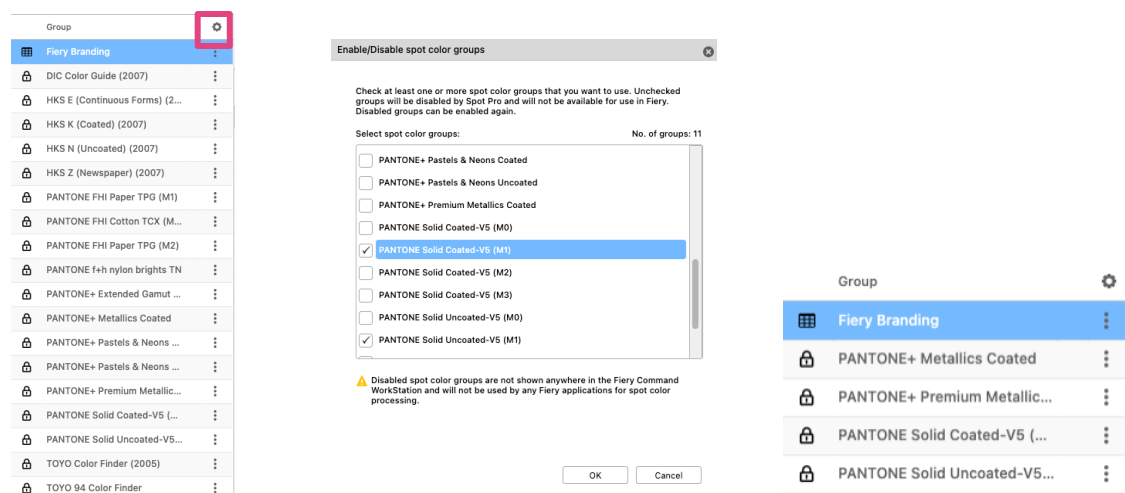 Group
Fiery Branding
DIC Color Guide (2007)
HKS E (Continuous Forms) (2...
HKS K (Coated) (2007)
HKS N (Uncoated) (2007)
HKS Z (Newspaper) (2007)
PANTONE FHI Paper TPG (M1)
PANTONE FHI Cotton TCX (M...
PANTONE FHI Paper TPG (M2)
PANTONE f+h nylon brights TN
PANTONE+ Extended Gamut ...
PANTONE+ Metallics Coated
PANTONE+ Pastels & Neons ...
PANTONE+ Pastels & Neons ...
PANTONE+ Premium Metallic...
PANTONE Solid Coated-V5 (...
PANTONE Solid Uncoated-V5...
TOYO Color Finder (2005)
TOYO 94 Color Finder
Enable/Disable spot color groups
Check at least one or more spot color groups that you want to use. Unchecked
groups will be disabled by Spot Pro and will not be available for use in Fiery.
Disabled groups can be enabled again.
Select spot color groups: No. of groups: 11
PANTONE+ Pastels & Neons Coated
PANTONE+ Pastels & Neons Uncoated
PANTONE+ Premium Metallics Coated
PANTONE Solid Coated-V5 (M0)
PANTONE Solid Coated-V5 (M1)
PANTONE Solid Coated-V5 (M2)
PANTONE Solid Coated-V5 (M3)
PANTONE Solid Uncoated-V5 (M0)
PANTONE Solid Uncoated-V5 (M1)
Disabled spot color groups are not shown anywhere in the Fiery Command
WorkStation and will not be used by any Fiery applications for spot color
processing.
OK Cancel
Group
Fiery Branding
PANTONE+ Metallics Coated
PANTONE+ Premium Metallic...
PANTONE Solid Coated-V5 (...
PANTONE Solid Uncoated-V5...